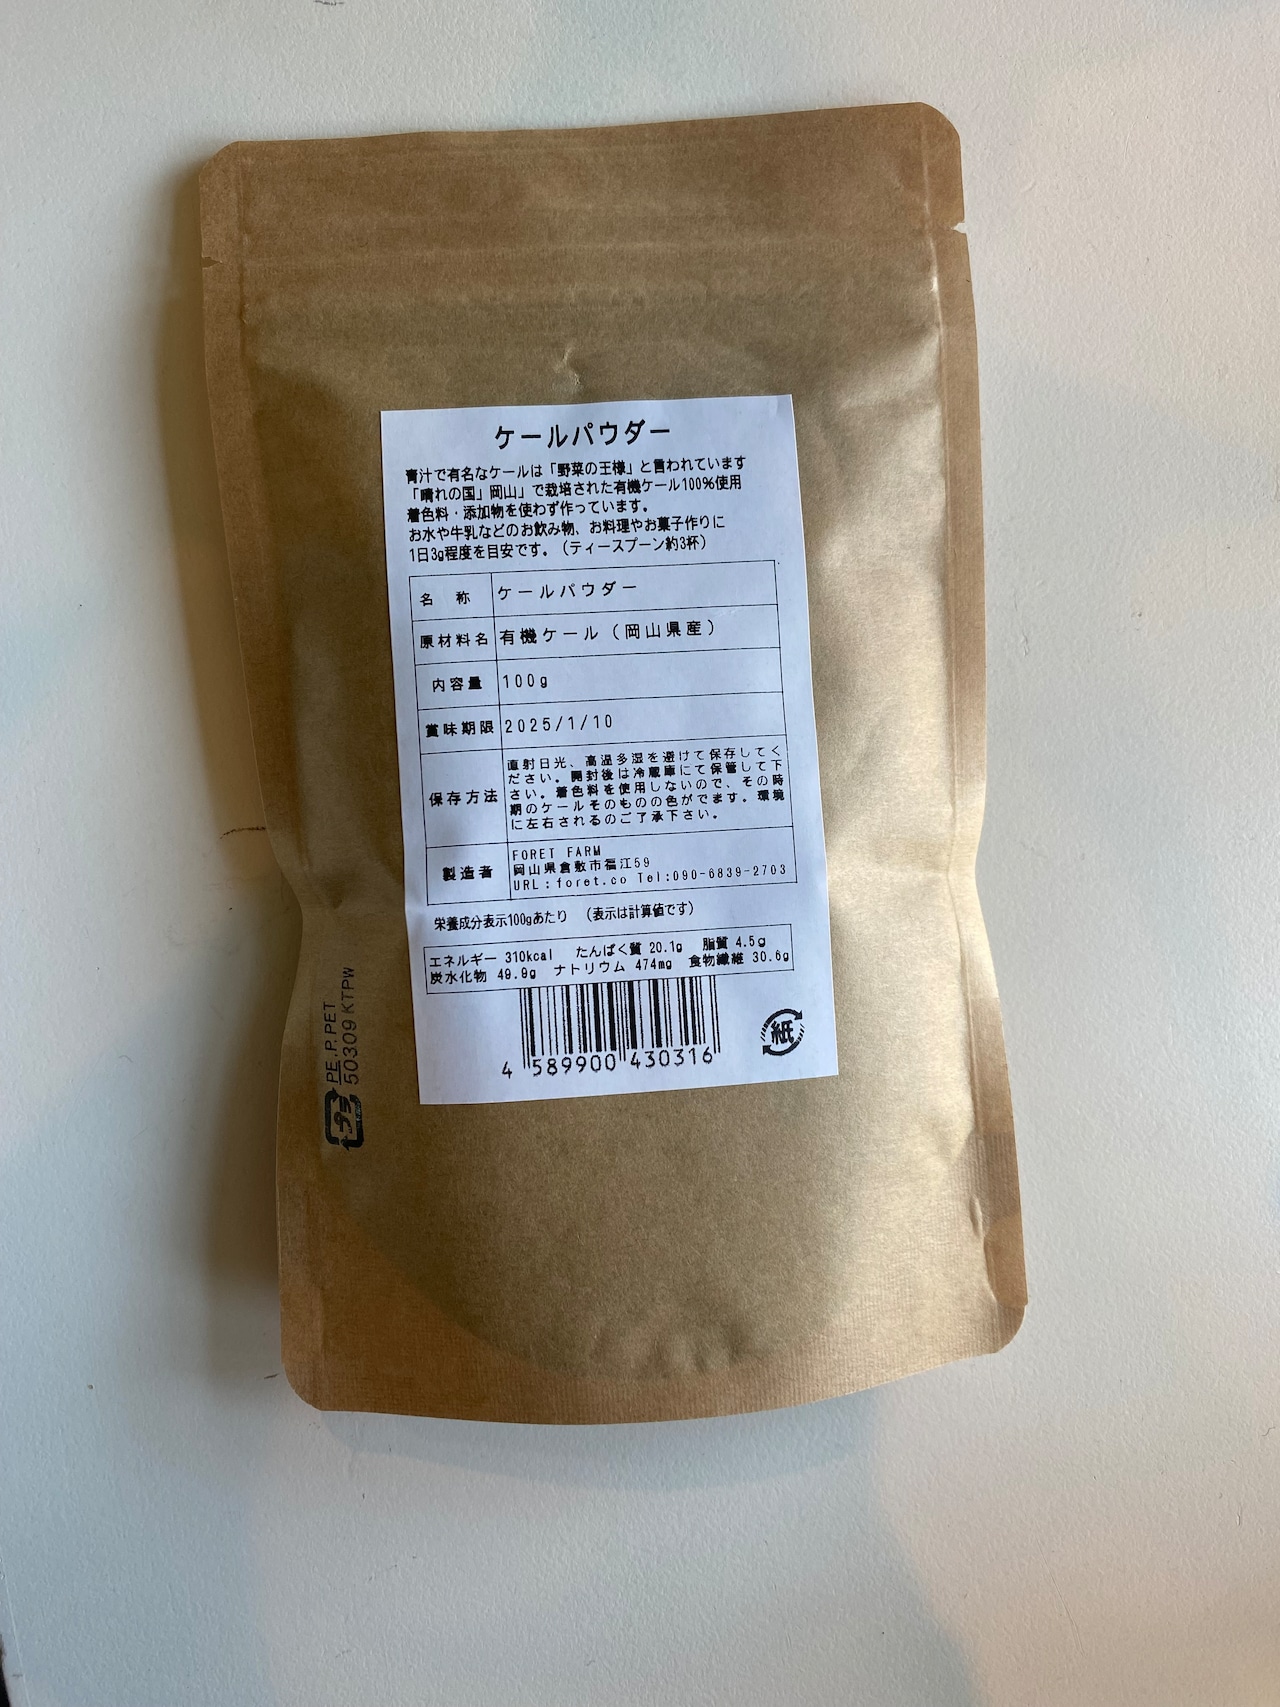 ケールパウダー
青汁で有名なケールは「野菜の王様」と言われています
「晴れの国」岡山」で栽培された有機ケール100%使用
着色料・添加物を使わず作っています。
お水や牛乳などのお飲み物、お料理やお菓子作りに
1日3g程度を目安です。（ティースプーン約3杯）
名 称 ケールパウダー
原材料名 有機ケール（岡山県産）
内容量 100g
賞味期限 2025/1/10
保存方法
直射日光、高温多湿を避けて保存してく
ださい。開封後は冷蔵庫にて保管して下
さい。着色料を使用しないので、その時
期のケールそのものの色がでます。環境
に左右されるのご了承下さい。
製造者
FORET FARM
岡山県倉敷市福江59
URL:foret.co Tel:090-6839-2703
栄養成分表示100gあたり （表示は計算値です）
エネルギー 310kcal たんぱく質 20.1g 脂質 4.5g
炭水化物 49.9g ナトリウム 474mg 食物繊維 30.6g
4 589900 430316
紙
プラ
PE.P.PET
50309 KTPW